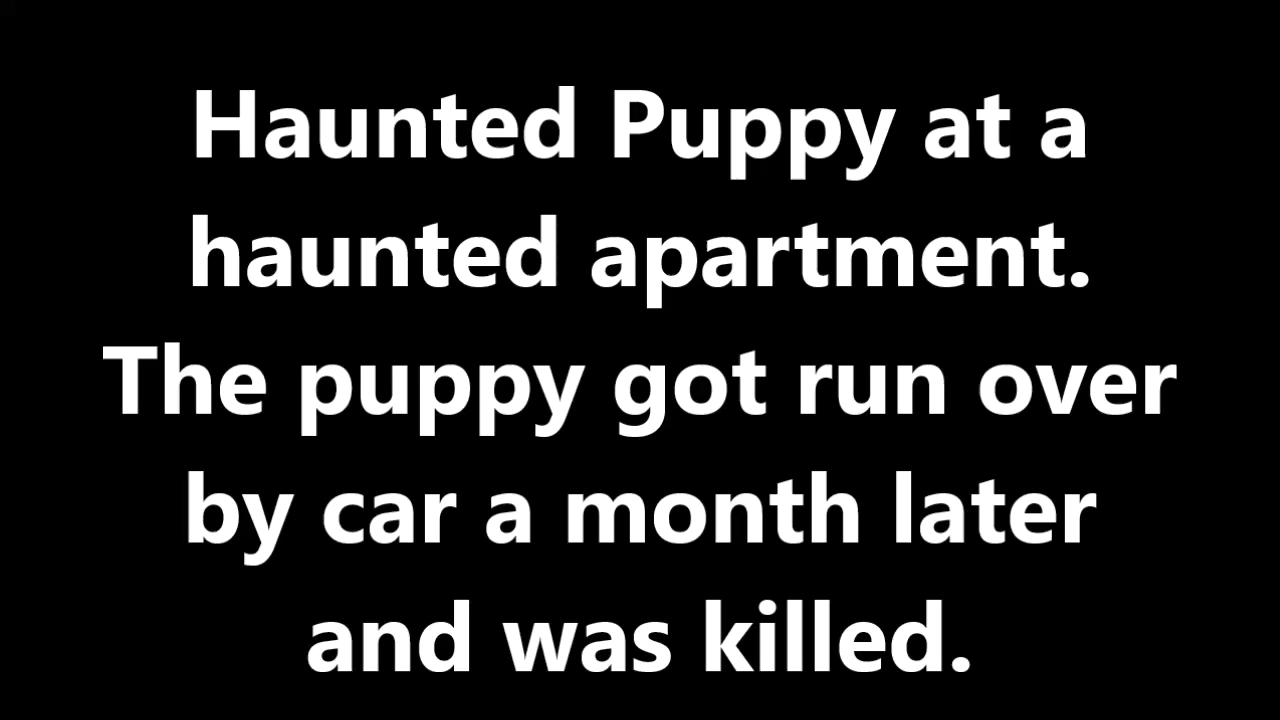 Haunted Puppy at a
haunted apartment.
The puppy got run over
by car a month later
and was killed.